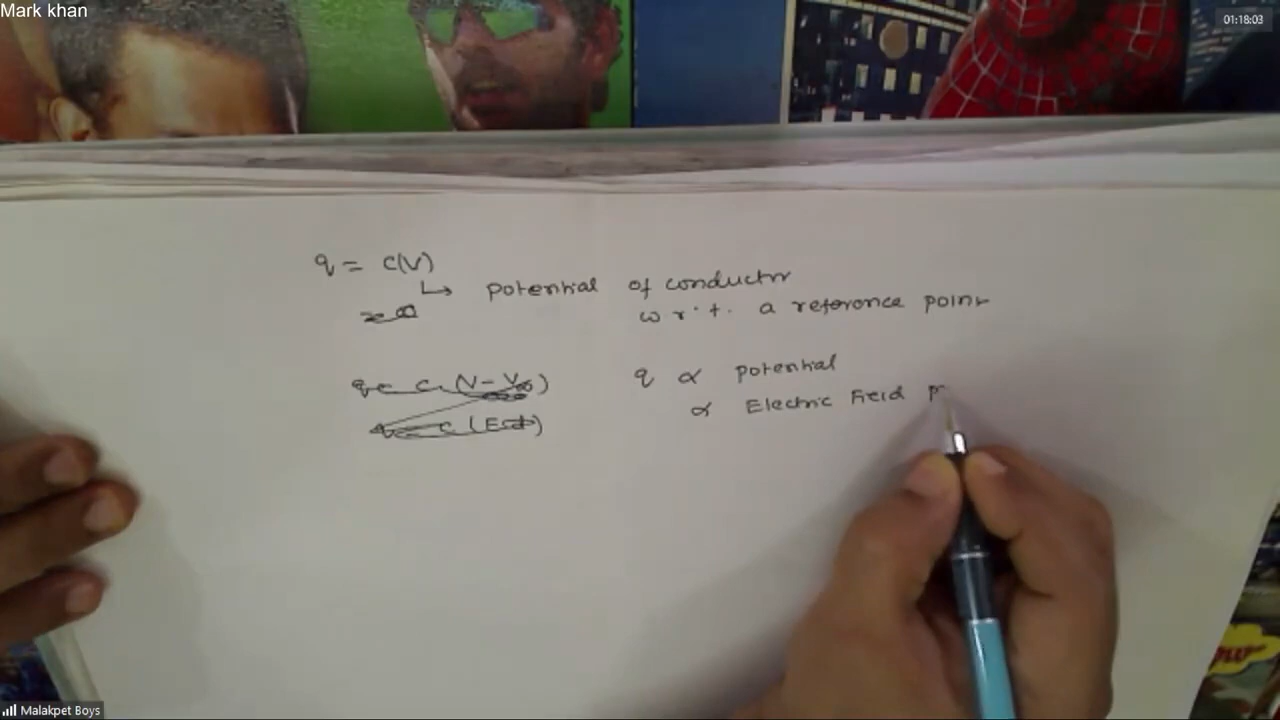 Mark khan
01:18:03
q = C(V)
↳ potential of conductor
w r . t . a reference point
q ∝ potential
∝ Electric Field
Malakpet Boys